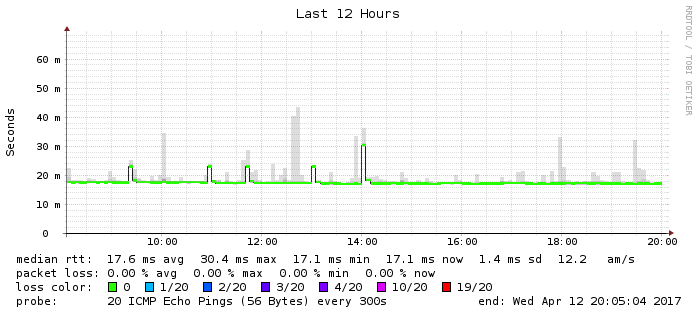 Last 12 Hours
RRDTOOL / TOBI OETIKER
Seconds
60 m
50 m
40 m
30 m
20 m
10 m
0
10:00 12:00 14:00 16:00 18:00 20:00
median rtt: 17.6 ms avg 30.4 ms max 17.1 ms min 17.1 ms now 1.4 ms sd 12.2 am/s
packet loss: 0.00 % avg 0.00 % max 0.00 % min 0.00 % now
loss color: 0 1/20 2/20 3/20 4/20 10/20 19/20
probe: 20 ICMP Echo Pings (56 Bytes) every 300s end: Wed Apr 12 20:05:04 2017